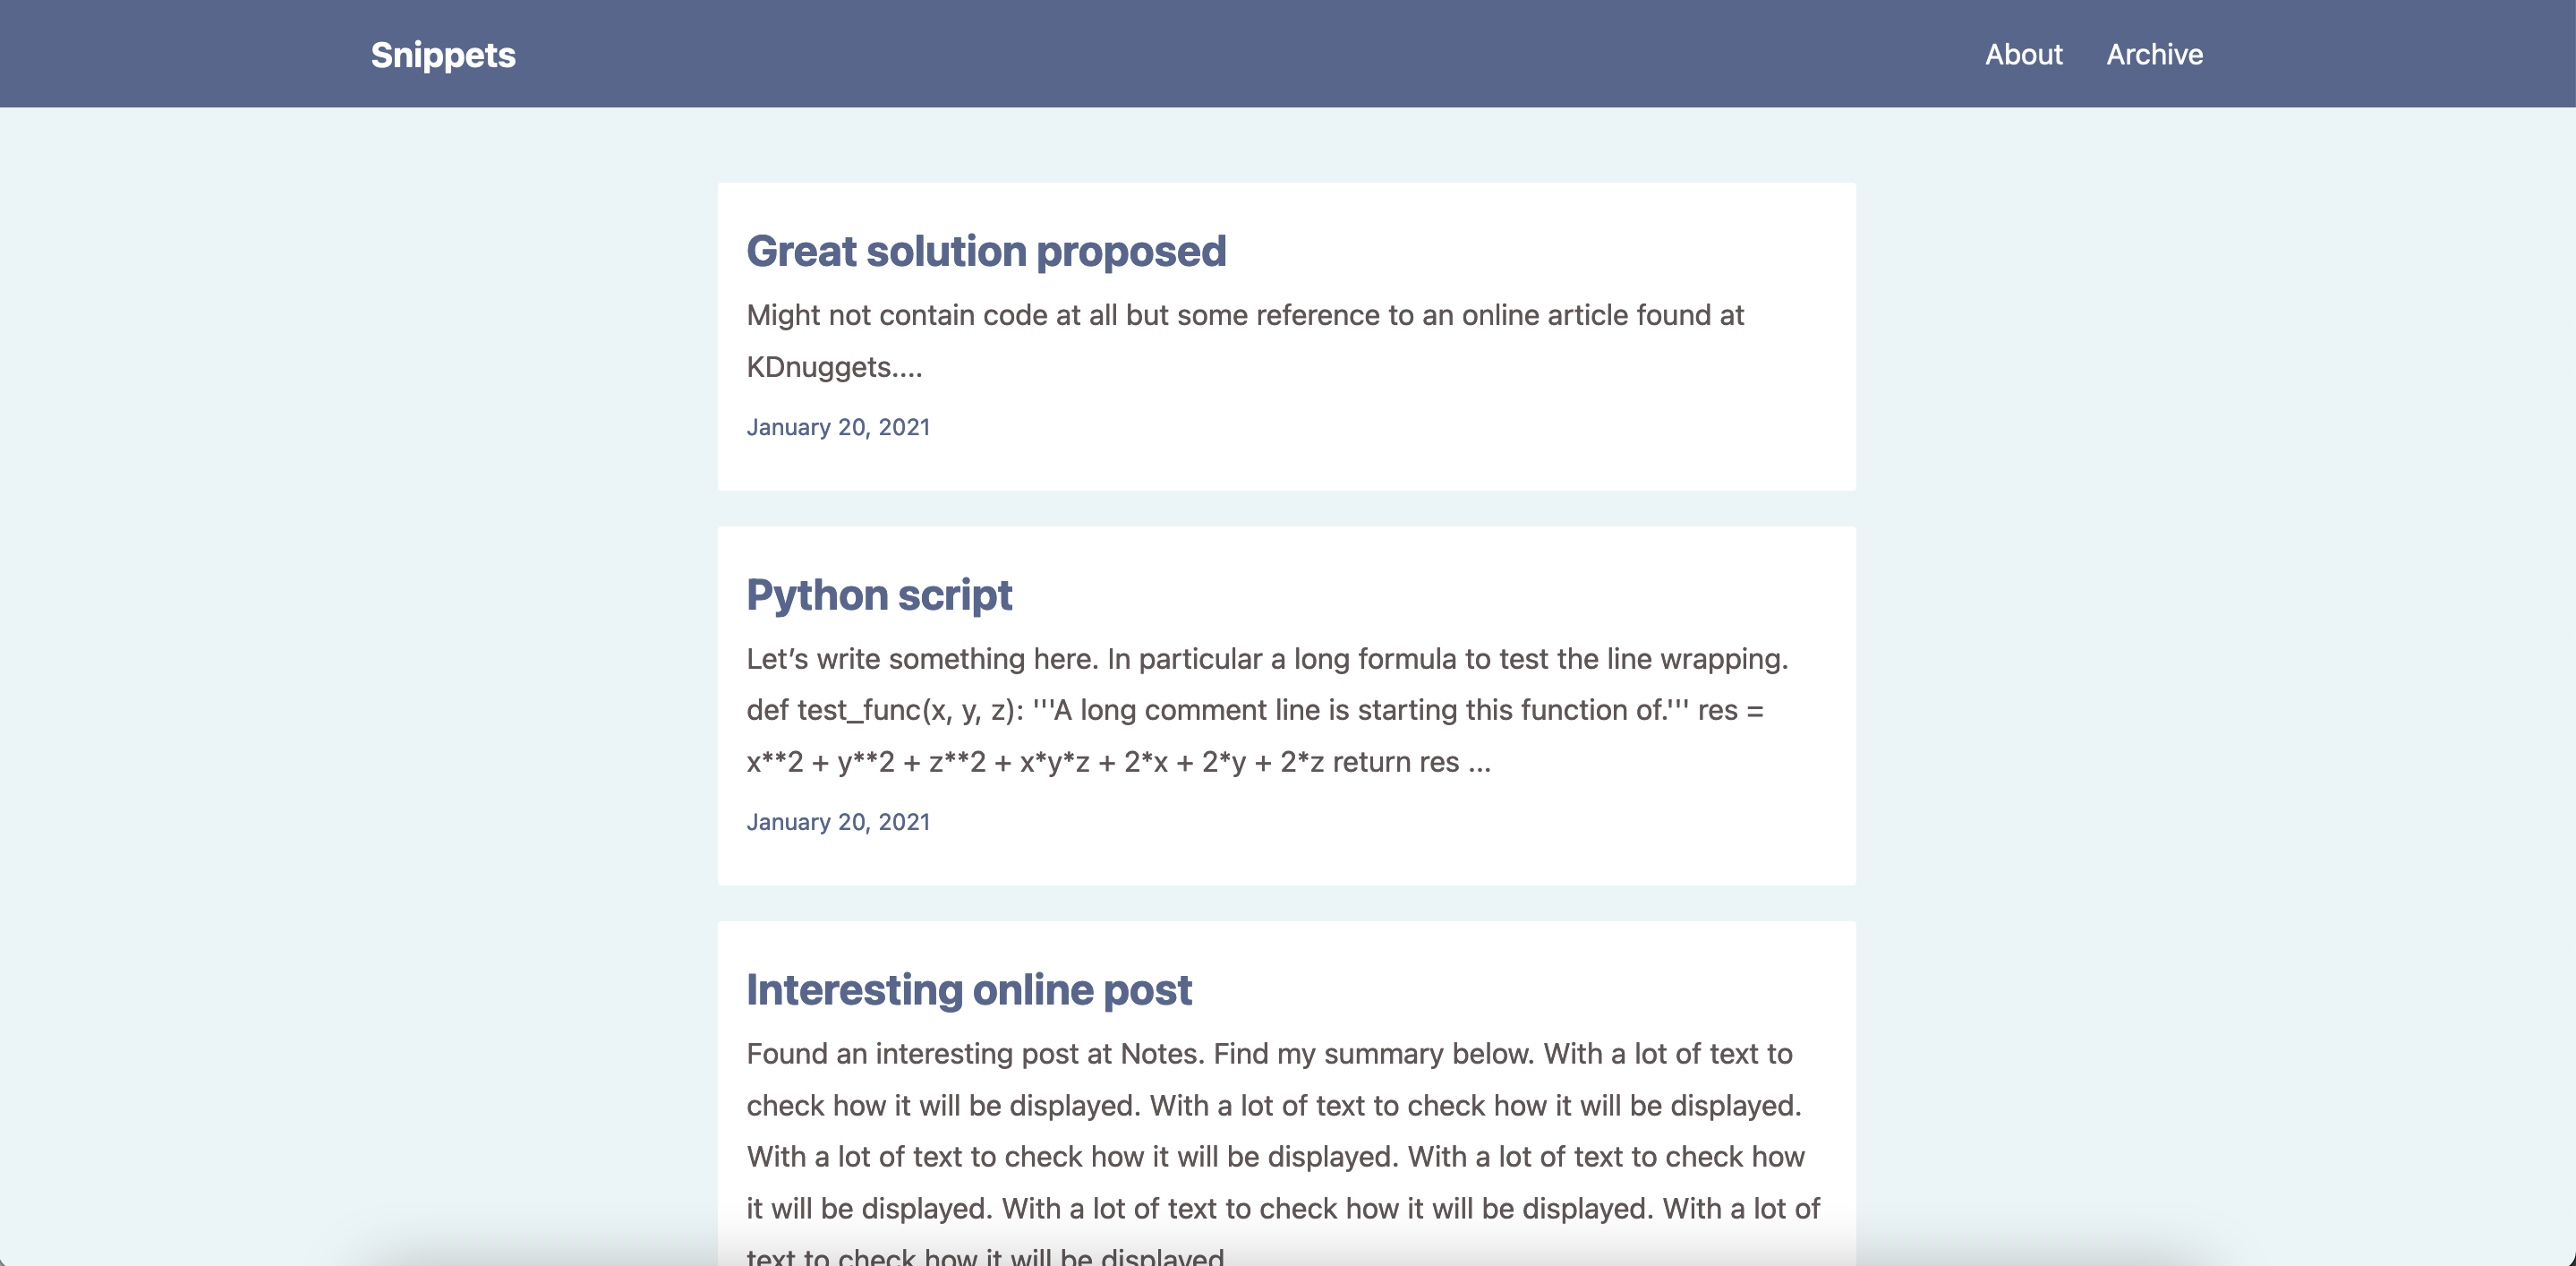 Snippets
About Archive
Great solution proposed
Might not contain code at all but some reference to an online article found at
KDnuggets....
January 20, 2021
Python script
Let’s write something here. In particular a long formula to test the line wrapping.
def test_func(x, y, z): '''A long comment line is starting this function of.''' res =
x**2 + y**2 + z**2 + x*y*z + 2*x + 2*y + 2*z return res ...
January 20, 2021
Interesting online post
Found an interesting post at Notes. Find my summary below. With a lot of text to
check how it will be displayed. With a lot of text to check how it will be displayed.
With a lot of text to check how it will be displayed. With a lot of text to check how
it will be displayed. With a lot of text to check how it will be displayed. With a lot of
text to check how it will be displayed